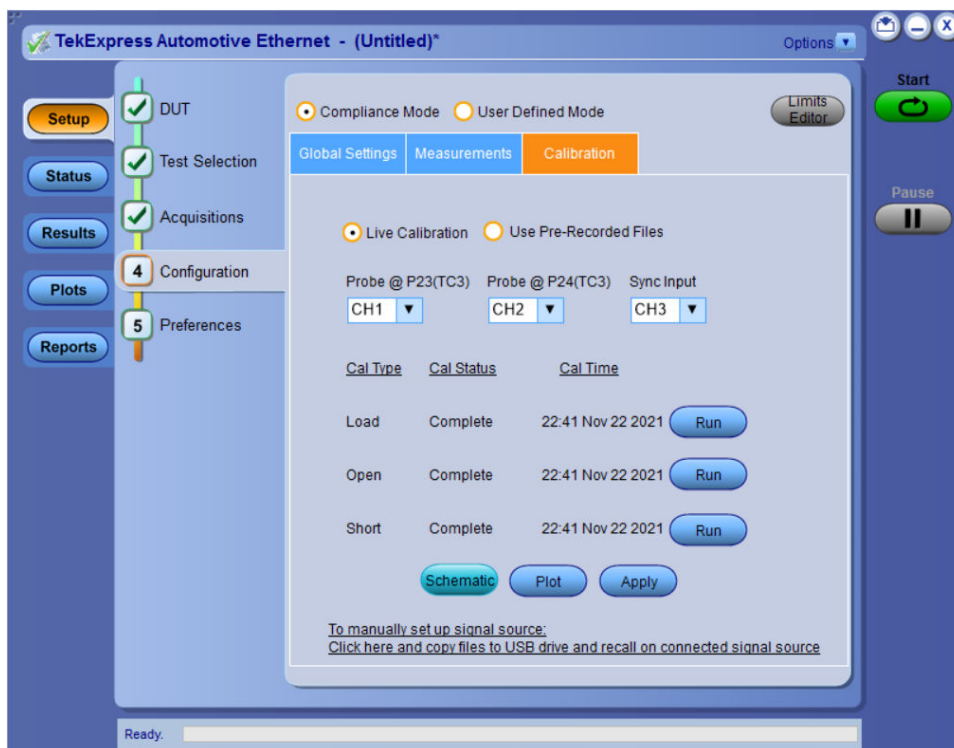 TekExpress Automotive Ethernet - (Untitled)*
Options
Start
Pause
Setup
Status
Results
Plots
Reports
DUT
Test Selection
Acquisitions
4 Configuration
5 Preferences
Compliance Mode User Defined Mode
Limits
Editor
Global Settings Measurements Calibration
Live Calibration Use Pre-Recorded Files
Probe @ P23(TC3) Probe @ P24(TC3) Sync Input
CH1 CH2 CH3
Cal Type Cal Status Cal Time
Load Complete 22:41 Nov 22 2021 Run
Open Complete 22:41 Nov 22 2021 Run
Short Complete 22:41 Nov 22 2021 Run
Schematic Plot Apply
To manually set up signal source:
Click here and copy files to USB drive and recall on connected signal source
Ready.